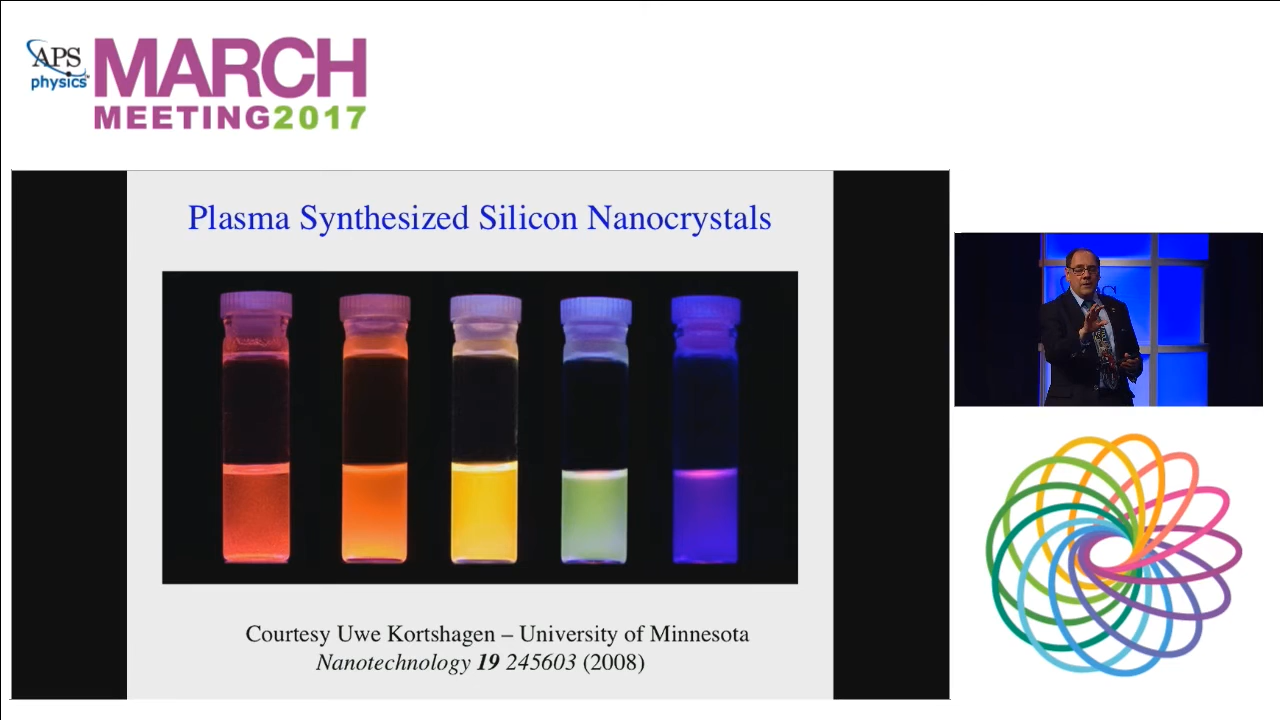 APS
physics
MARCH
MEETING2017
Plasma Synthesized Silicon Nanocrystals
Courtesy Uwe Kortshagen – University of Minnesota
Nanotechnology 19 245603 (2008)